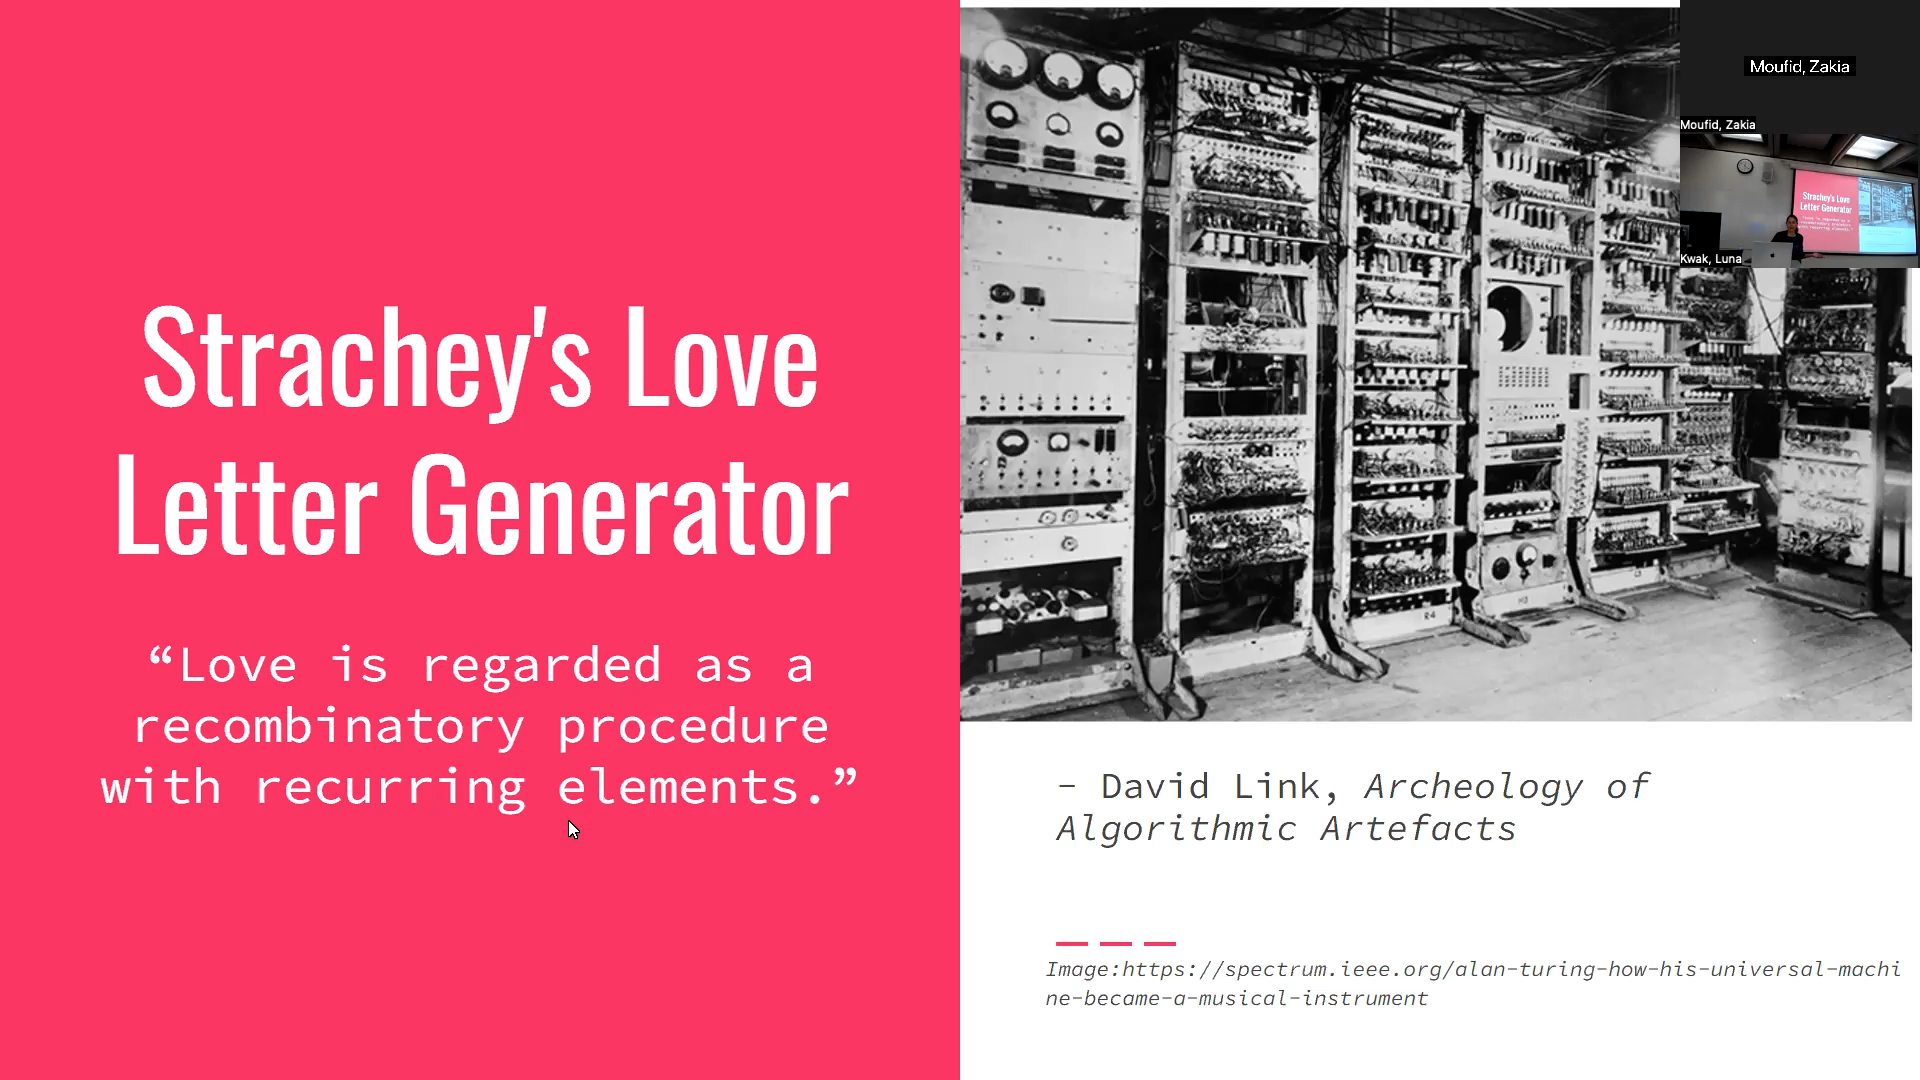 Strachey's Love
Letter Generator
“Love is regarded as a
recombinatory procedure
with recurring elements.”
– David Link, Archeology of
Algorithmic Artefacts
Image:https://spectrum.ieee.org/alan-turing-how-his-universal-machi
ne-became-a-musical-instrument
Moufid, Zakia
Moufid, Zakia
Strachey's Love
Letter Generator
Kwak, Luna